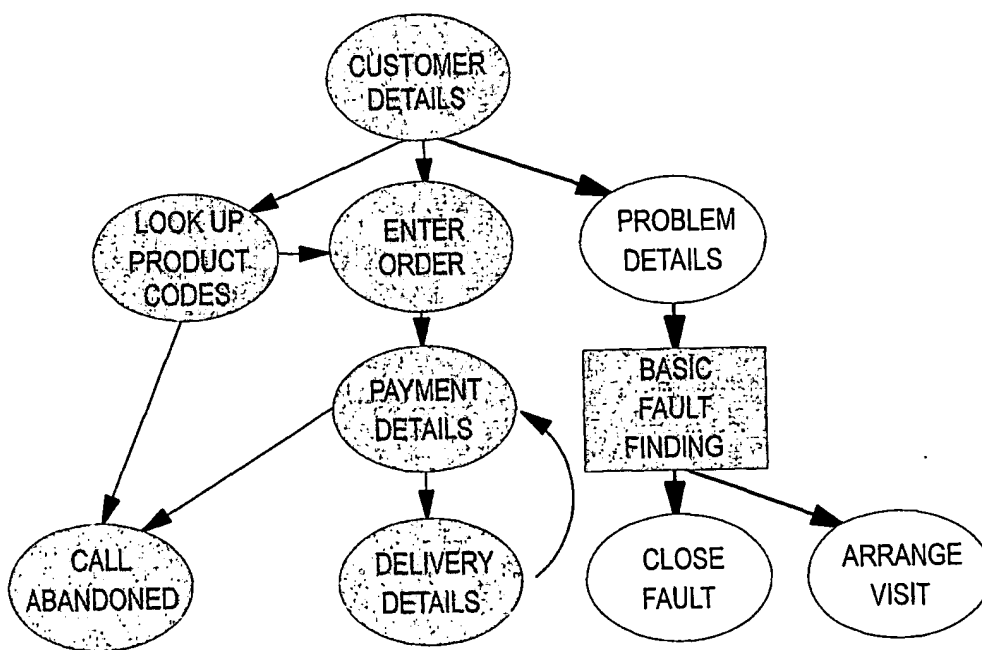 CUSTOMER
DETAILS
LOOK UP
PRODUCT
CODES
ENTER
ORDER
PROBLEM
DETAILS
PAYMENT
DETAILS
BASIC
FAULT
FINDING
CALL
ABANDONED
DELIVERY
DETAILS
CLOSE
FAULT
ARRANGE
VISIT